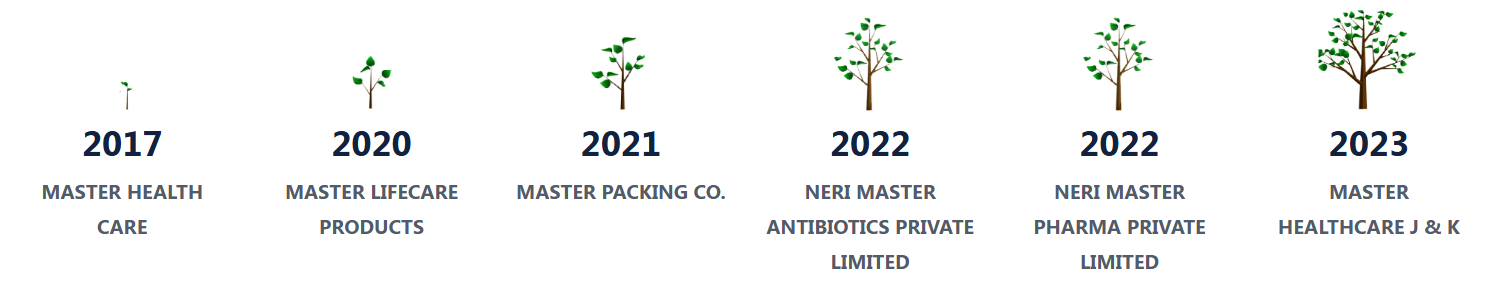 2017
MASTER HEALTH
CARE
2020
MASTER LIFECARE
PRODUCTS
2021
MASTER PACKING CO.
2022
NERI MASTER
ANTIBIOTICS PRIVATE
LIMITED
2022
NERI MASTER
PHARMA PRIVATE
LIMITED
2023
MASTER
HEALTHCARE J & K